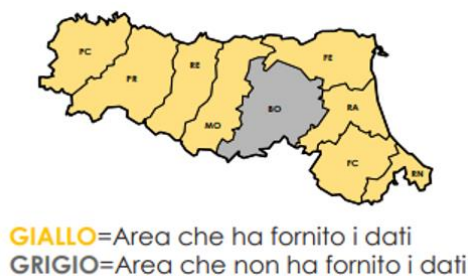 PC
PR
RE
MO
BO
FE
RA
FC
RN
GIALLO=Area che ha fornito i dati
GRIGIO=Area che non ha fornito i dati